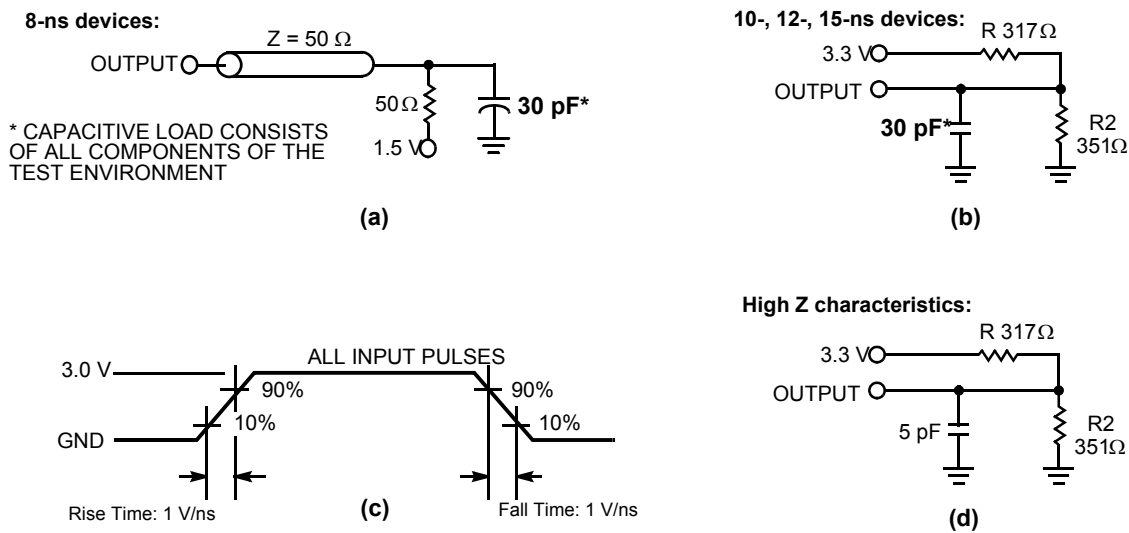 8-ns devices:
Z = 50 Ω
OUTPUT
50Ω
30 pF*
1.5 V
* CAPACITIVE LOAD CONSISTS
OF ALL COMPONENTS OF THE
TEST ENVIRONMENT
(a)
10-, 12-, 15-ns devices:
R 317Ω
3.3 V
OUTPUT
30 pF*
R2
351Ω
(b)
ALL INPUT PULSES
3.0 V
90%
90%
10%
10%
GND
Rise Time: 1 V/ns
Fall Time: 1 V/ns
(c)
High Z characteristics:
R 317Ω
3.3 V
OUTPUT
5 pF
R2
351Ω
(d)